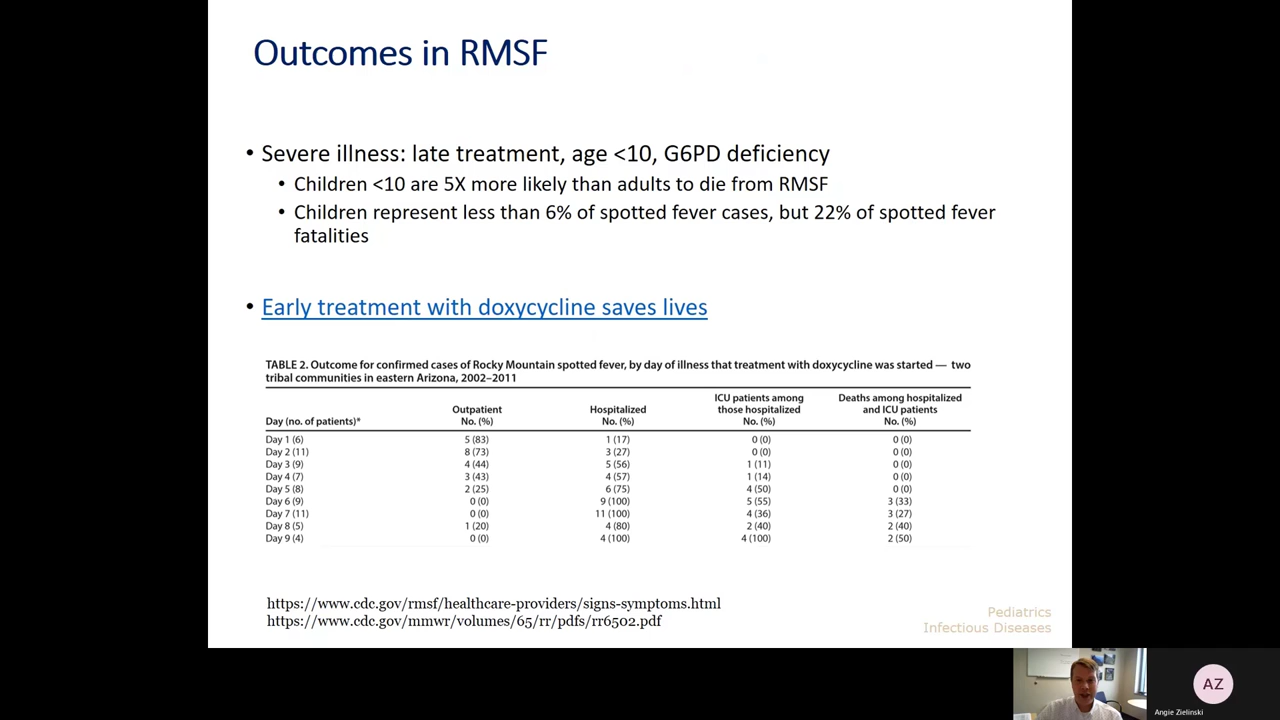 Outcomes in RMSF
• Severe illness: late treatment, age <10, G6PD deficiency
• Children <10 are 5X more likely than adults to die from RMSF
• Children represent less than 6% of spotted fever cases, but 22% of spotted fever
fatalities
• Early treatment with doxycycline saves lives
TABLE 2. Outcome for confirmed cases of Rocky Mountain spotted fever, by day of illness that treatment with doxycycline was started — two
tribal communities in eastern Arizona, 2002–2011
Day (no. of patients)* Outpatient No. (%) Hospitalized No. (%) ICU patients among those hospitalized No. (%) Deaths among hospitalized and ICU patients No. (%)
Day 1 (6) 5 (83) 1 (17) 0 (0) 0 (0)
Day 2 (11) 8 (73) 3 (27) 0 (0) 0 (0)
Day 3 (9) 4 (44) 5 (56) 1 (11) 0 (0)
Day 4 (7) 3 (43) 4 (57) 1 (14) 0 (0)
Day 5 (8) 2 (25) 6 (75) 4 (50) 0 (0)
Day 6 (9) 0 (0) 9 (100) 5 (55) 3 (33)
Day 7 (11) 0 (0) 11 (100) 4 (36) 3 (27)
Day 8 (5) 1 (20) 4 (80) 2 (40) 2 (40)
Day 9 (4) 0 (0) 4 (100) 4 (100) 2 (50)
https://www.cdc.gov/rmsf/healthcare-providers/signs-symptoms.html
https://www.cdc.gov/mmwr/volumes/65/rr/pdfs/rr6502.pdf
Pediatrics
Infectious Diseases
AZ
Angie Zielinski